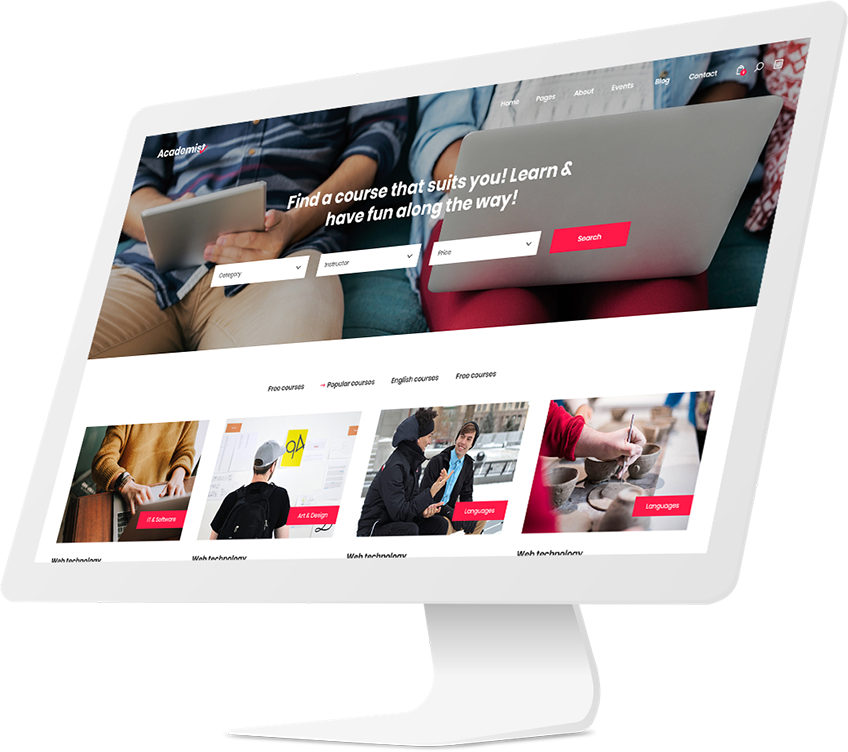 Home Pages About Events Blog Contact
Academist
Find a course that suits you! Learn &
have fun along the way!
Category Instructor Price Search
Free courses Popular courses English courses Free courses
IT & Software Art & Design Languages Languages
Web technology Web technology Web technology Web technology